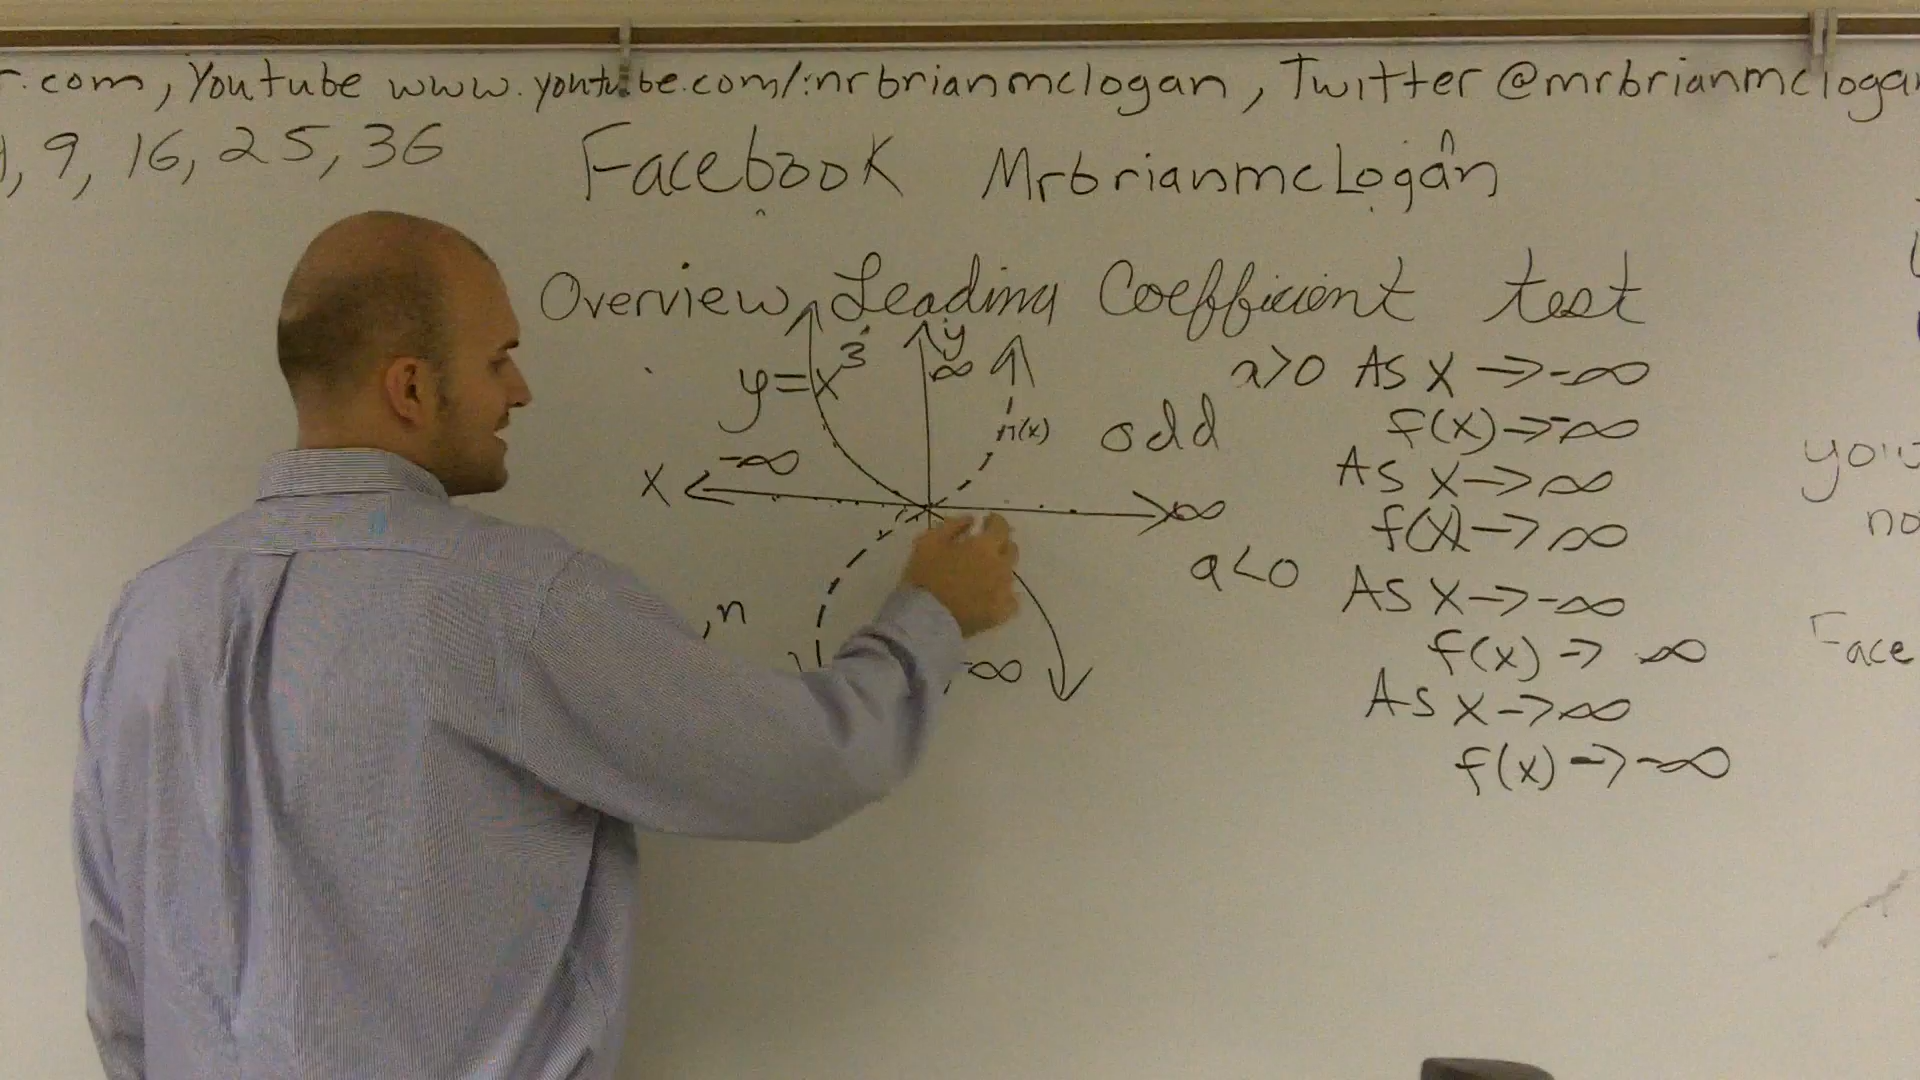 .com, Youtube www.youtube.com/mrbrianmclogan, Twitter @mrbrianmclogan
, 9, 16, 25, 36
Facebook MrbrianmcLogan
Overview Leading Coefficient test
y=x³
y
∞
n(x)
odd
-∞
X
∞
,n
-∞
a>0 As X → -∞
f(x) → -∞
As X → ∞
f(x) → ∞
a<0 As X → -∞
f(x) → ∞
As X → ∞
f(x) → -∞
no
Face